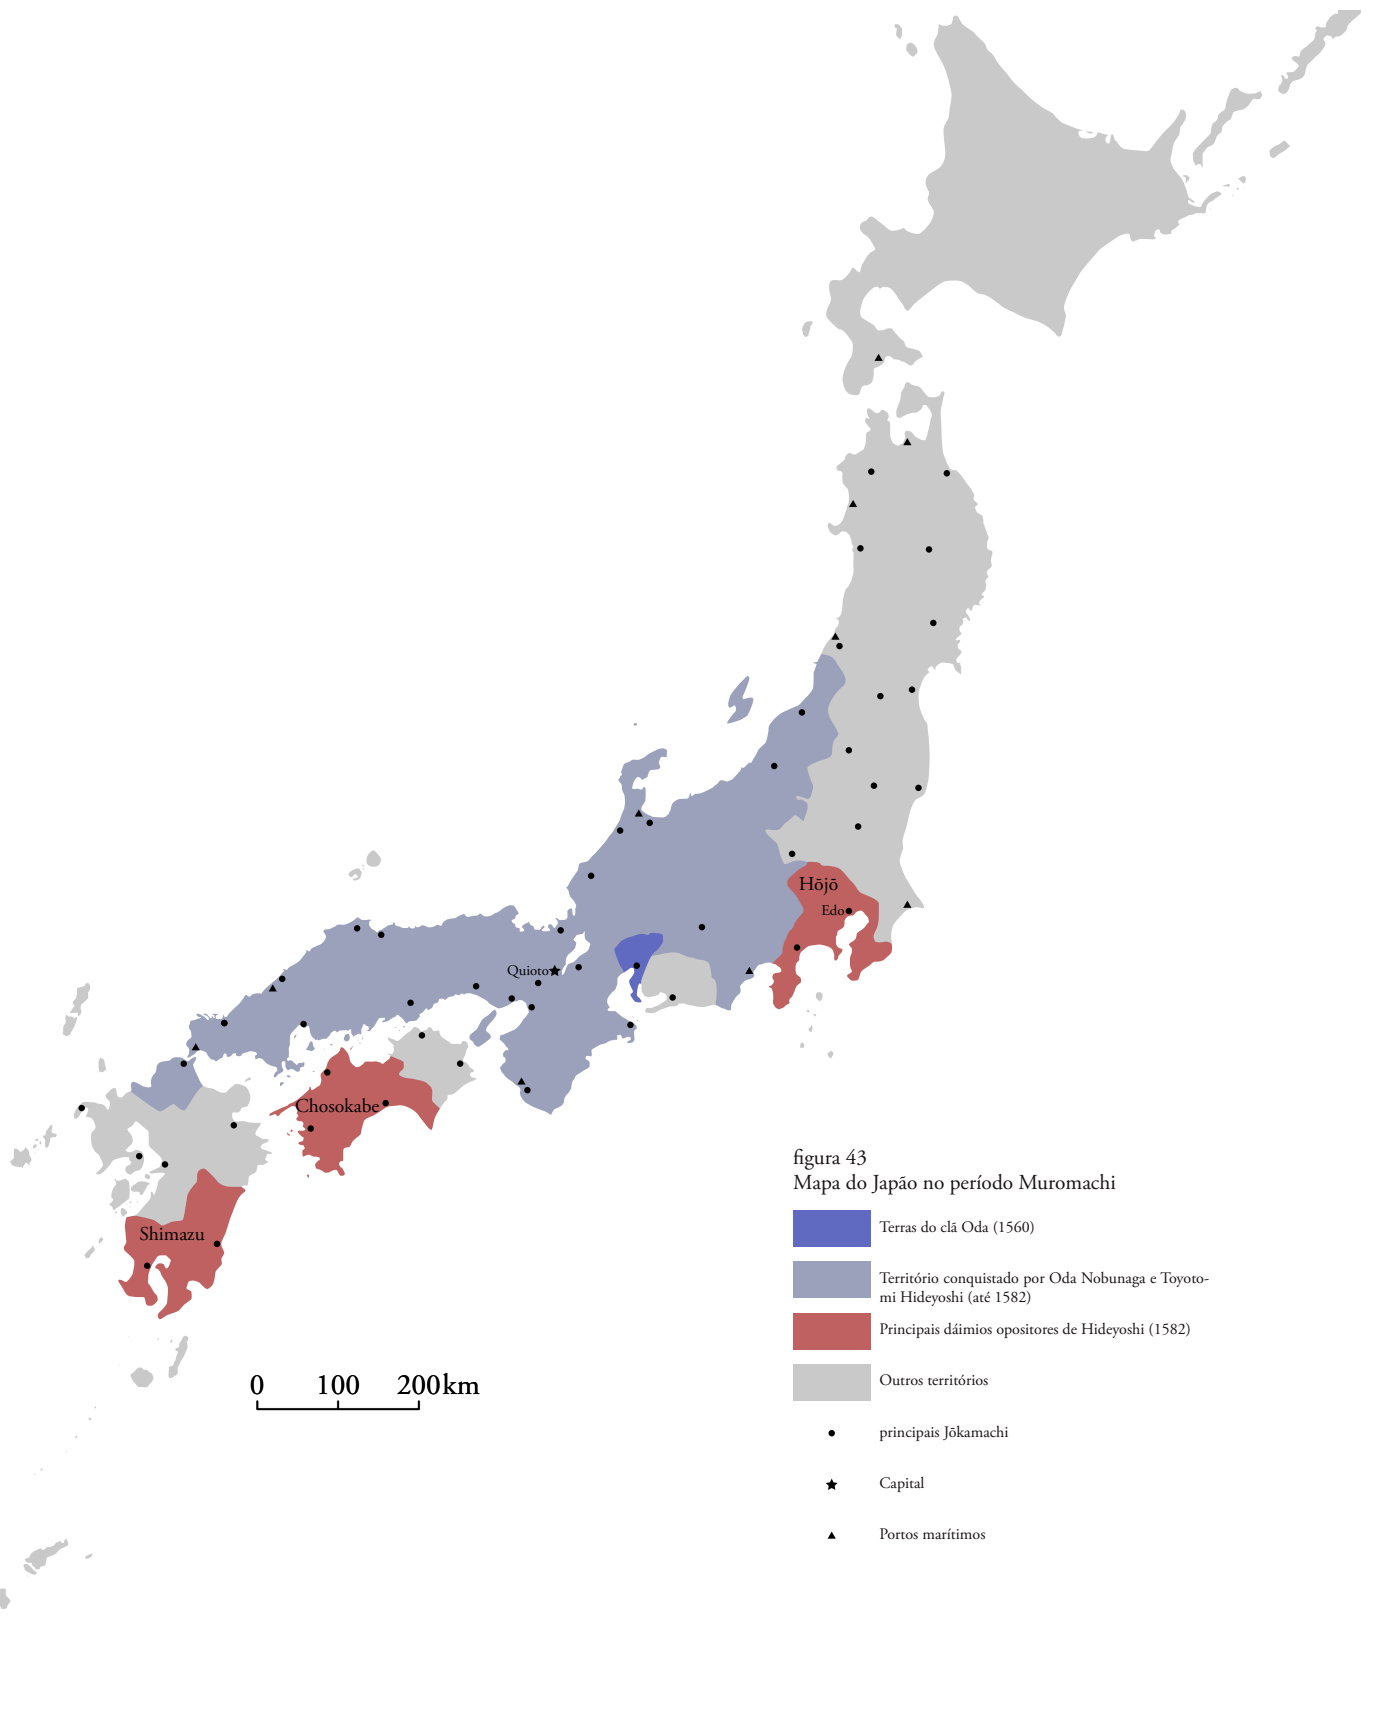 Hōjō
Edo
Quioto
Chosokabe
Shimazu
figura 43
Mapa do Japão no período Muromachi
Terras do clã Oda (1560)
Território conquistado por Oda Nobunaga e Toyoto-
mi Hideyoshi (até 1582)
Principais dáimios opositores de Hideyoshi (1582)
Outros territórios
0 100 200km
principais Jōkamachi
Capital
Portos marítimos